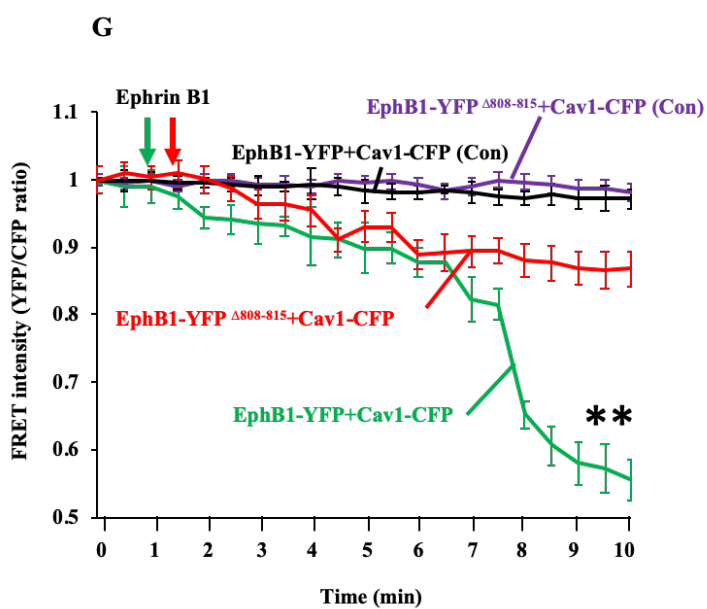 G
Ephrin B1
EphB1-YFP Δ808-815+Cav1-CFP (Con)
EphB1-YFP+Cav1-CFP (Con)
EphB1-YFP Δ808-815+Cav1-CFP
EphB1-YFP+Cav1-CFP
**
FRET intensity (YFP/CFP ratio)
1.1
1
0.9
0.8
0.7
0.6
0.5
0 1 2 3 4 5 6 7 8 9 10
Time (min)